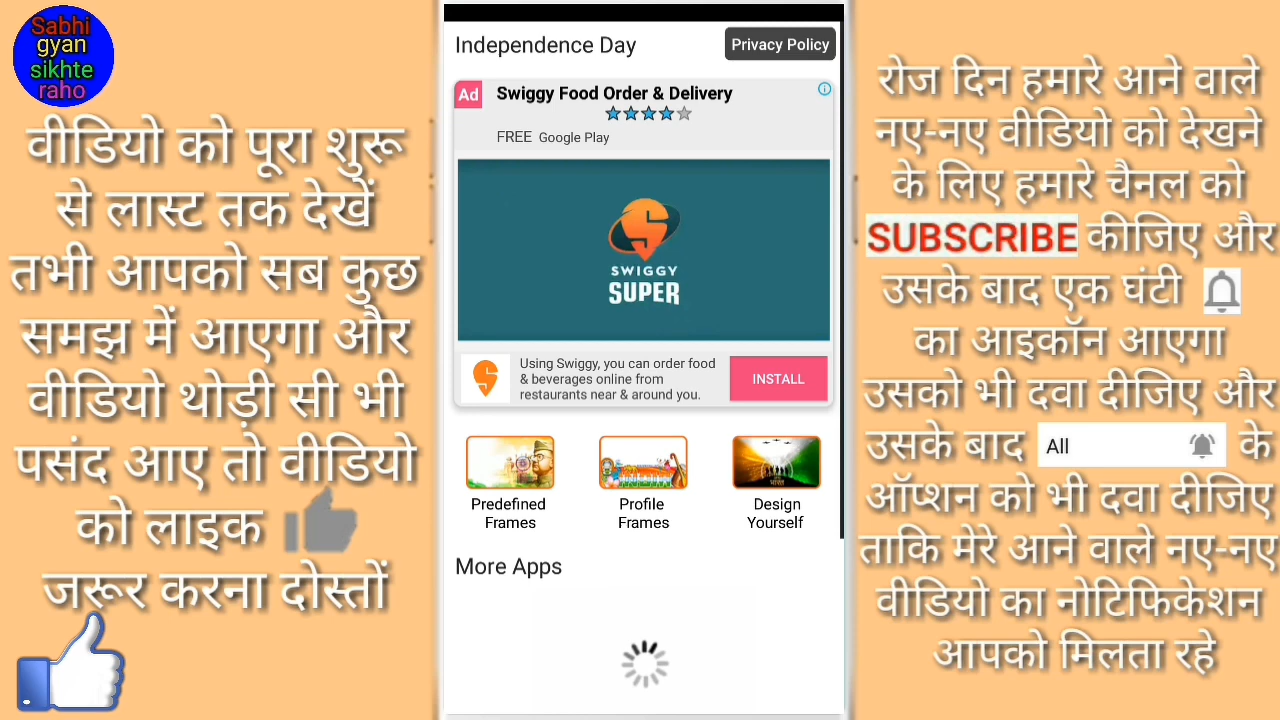 Sabhi
gyan
sikhte
raho
वीडियो को पूरा शुरू
से लास्ट तक देखें
तभी आपको सब कुछ
समझ में आएगा और
वीडियो थोड़ी सी भी
पसंद आए तो वीडियो
को लाइक
जरूर करना दोस्तों
Independence Day
Privacy Policy
Ad
Swiggy Food Order & Delivery
FREE Google Play
SWIGGY
SUPER
Using Swiggy, you can order food
& beverages online from
restaurants near & around you.
INSTALL
Predefined
Frames
Profile
Frames
भारत
Design
Yourself
More Apps
रोज दिन हमारे आने वाले
नए-नए वीडियो को देखने
के लिए हमारे चैनल को
SUBSCRIBE कीजिए और
उसके बाद एक घंटी
का आइकॉन आएगा
उसको भी दवा दीजिए और
उसके बाद All के
ऑप्शन को भी दवा दीजिए
ताकि मेरे आने वाले नए-नए
वीडियो का नोटिफिकेशन
आपको मिलता रहे